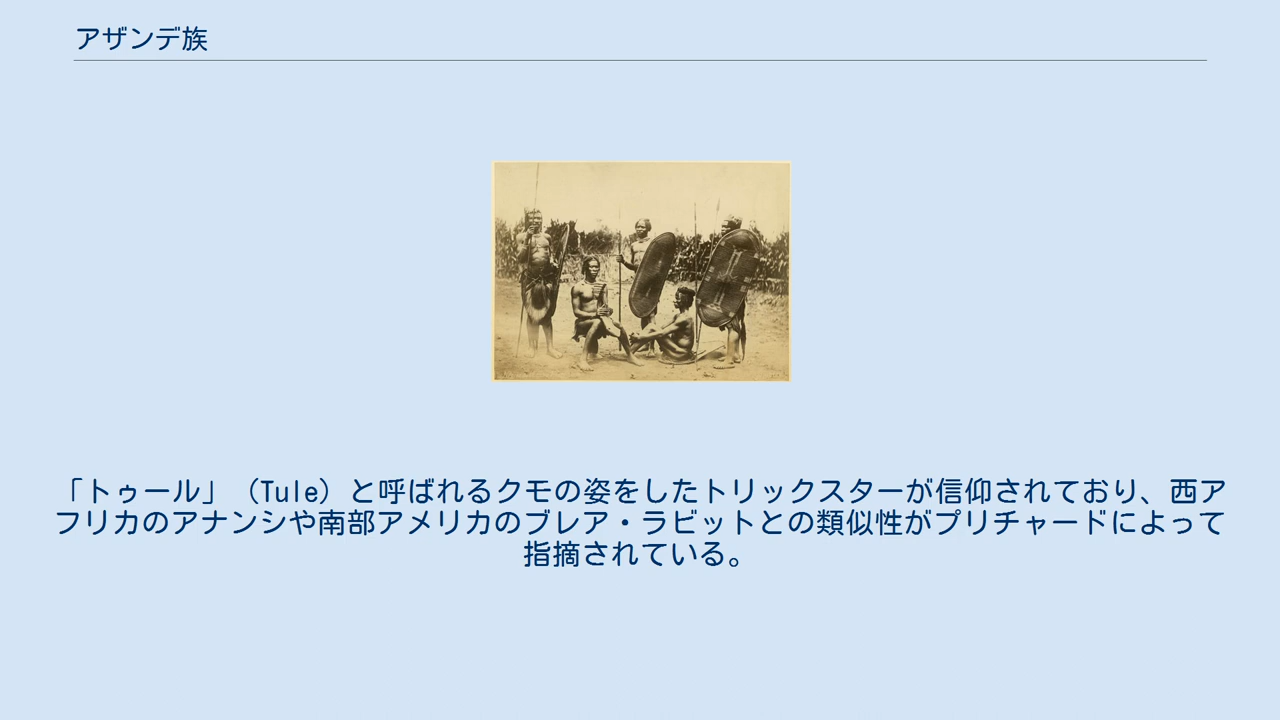 アザンデ族
「トゥール」（Tule）と呼ばれるクモの姿をしたトリックスターが信仰されており、西ア
フリカのアナンシや南部アメリカのブレア・ラビットとの類似性がプリチャードによって
指摘されている。